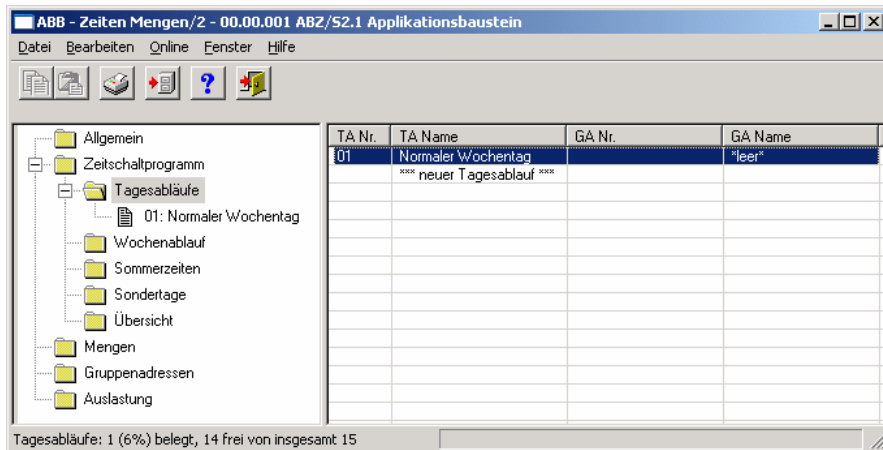 ABB - Zeiten Mengen/2 - 00.00.001 ABZ/S2.1 Applikationsbaustein
Datei Bearbeiten Online Fenster Hilfe
Allgemein
Zeitschaltprogramm
Tagesabläufe
01: Normaler Wochentag
Wochenablauf
Sommerzeiten
Sondertage
Übersicht
Mengen
Gruppenadressen
Auslastung
TA Nr. TA Name GA Nr. GA Name
01 Normaler Wochentag *leer*
*** neuer Tagesablauf ***
Tagesabläufe: 1 (6%) belegt, 14 frei von insgesamt 15